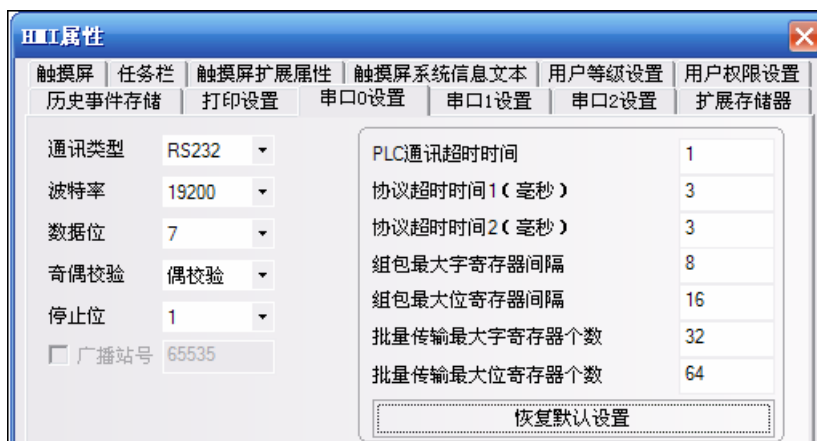 HMI属性
触摸屏 任务栏 触摸屏扩展属性 触摸屏系统信息文本 用户等级设置 用户权限设置
历史事件存储 打印设置 串口0设置 串口1设置 串口2设置 扩展存储器
通讯类型 RS232
波特率 19200
数据位 7
奇偶校验 偶校验
停止位 1
广播站号 65535
PLC通讯超时时间 1
协议超时时间1(毫秒) 3
协议超时时间2(毫秒) 3
组包最大字寄存器间隔 8
组包最大位寄存器间隔 16
批量传输最大字寄存器个数 32
批量传输最大位寄存器个数 64
恢复默认设置